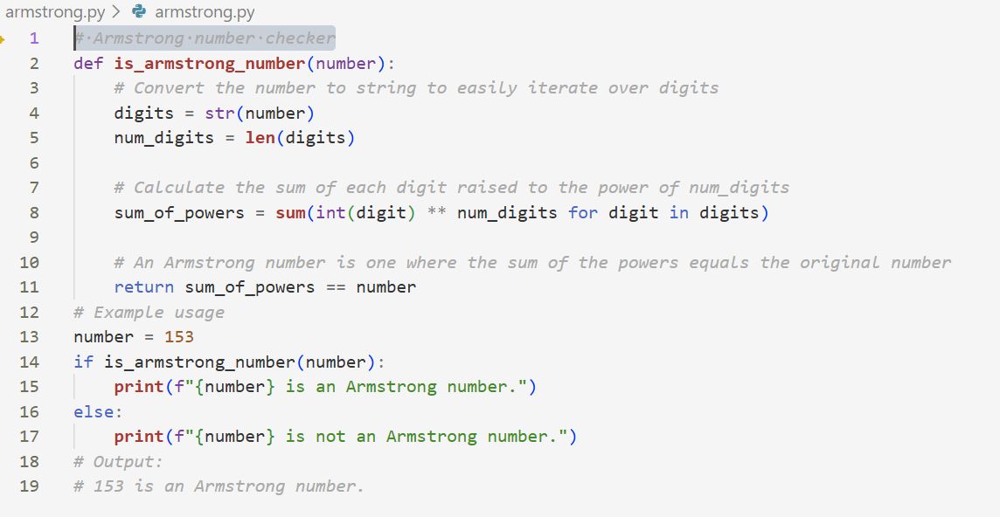 armstrong.py > armstrong.py
1 # Armstrong number checker
2 def is_armstrong_number(number):
3     # Convert the number to string to easily iterate over digits
4     digits = str(number)
5     num_digits = len(digits)
6
7     # Calculate the sum of each digit raised to the power of num_digits
8     sum_of_powers = sum(int(digit) ** num_digits for digit in digits)
9
10     # An Armstrong number is one where the sum of the powers equals the original number
11     return sum_of_powers == number
12 # Example usage
13 number = 153
14 if is_armstrong_number(number):
15     print(f"{number} is an Armstrong number.")
16 else:
17     print(f"{number} is not an Armstrong number.")
18 # Output:
19 # 153 is an Armstrong number.